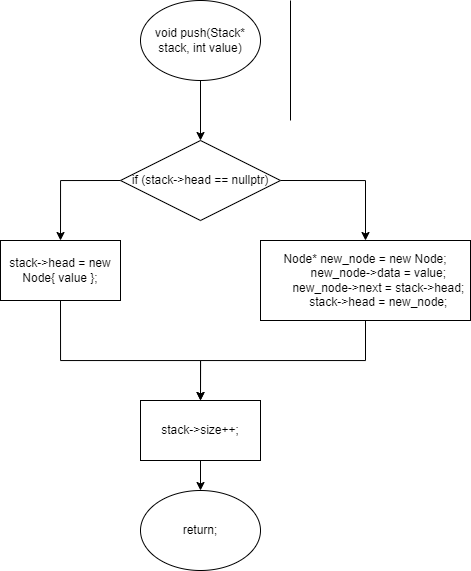 void push(Stack*
stack, int value)
if (stack->head == nullptr)
stack->head = new
Node{ value };
Node* new_node = new Node;
new_node->data = value;
new_node->next = stack->head;
stack->head = new_node;
stack->size++;
return;